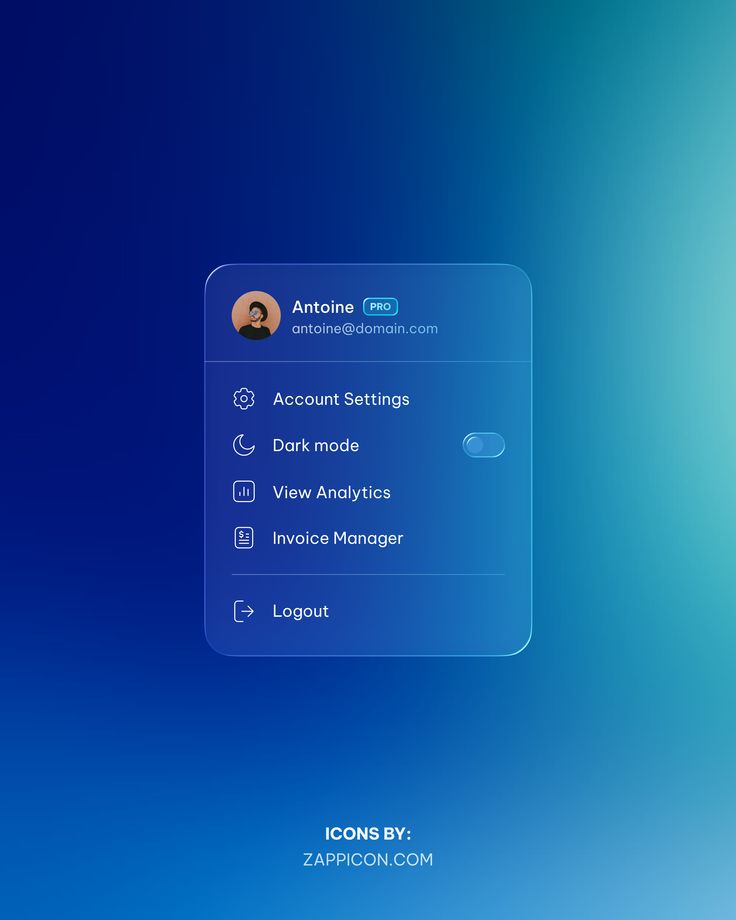 Antoine PRO
antoine@domain.com
Account Settings
Dark mode
View Analytics
Invoice Manager
Logout
ICONS BY:
ZAPPICON.COM